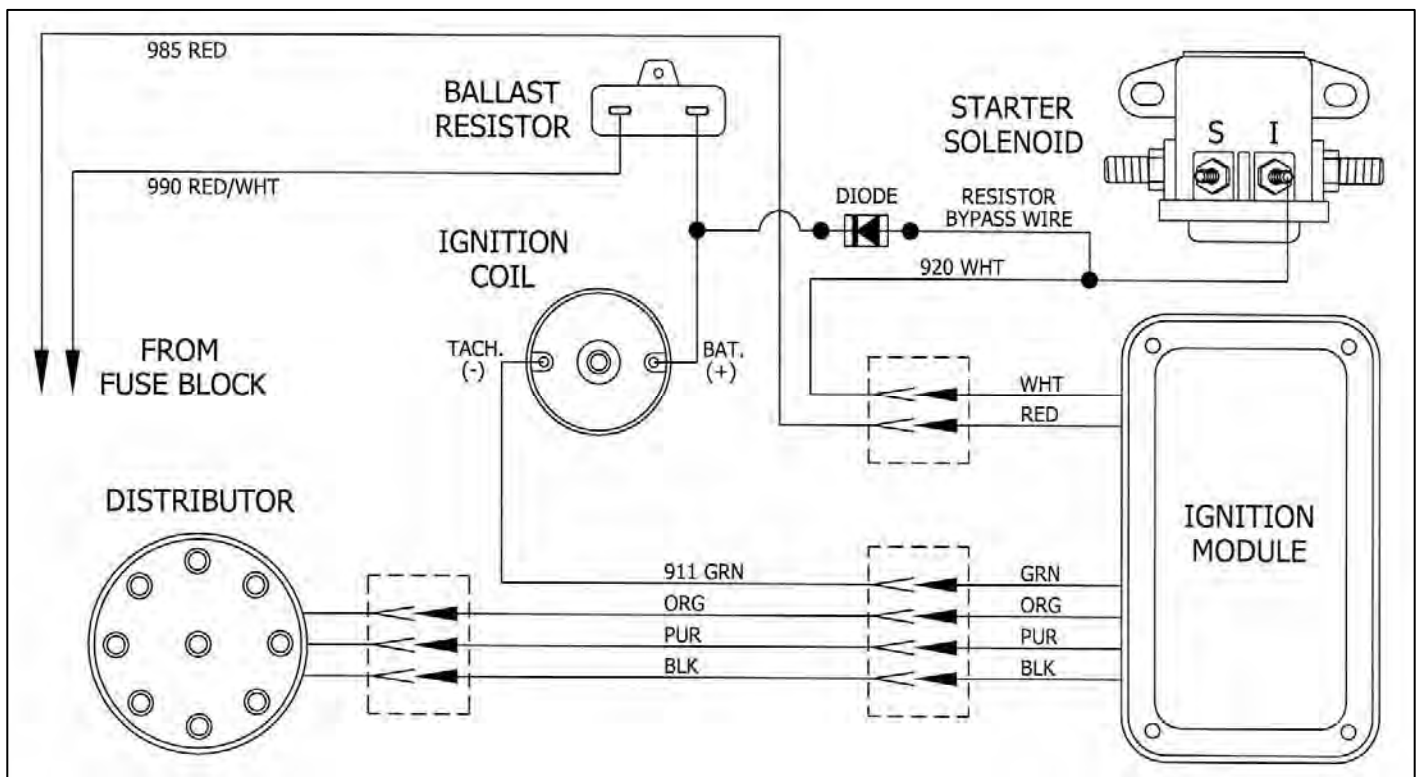 985 RED
BALLAST
RESISTOR
990 RED/WHT
STARTER
SOLENOID
S I
DIODE
RESISTOR
BYPASS WIRE
920 WHT
IGNITION
COIL
TACH.
(-)
BAT.
(+)
FROM
FUSE BLOCK
WHT
RED
DISTRIBUTOR
IGNITION
MODULE
911 GRN
GRN
ORG
ORG
PUR
PUR
BLK
BLK